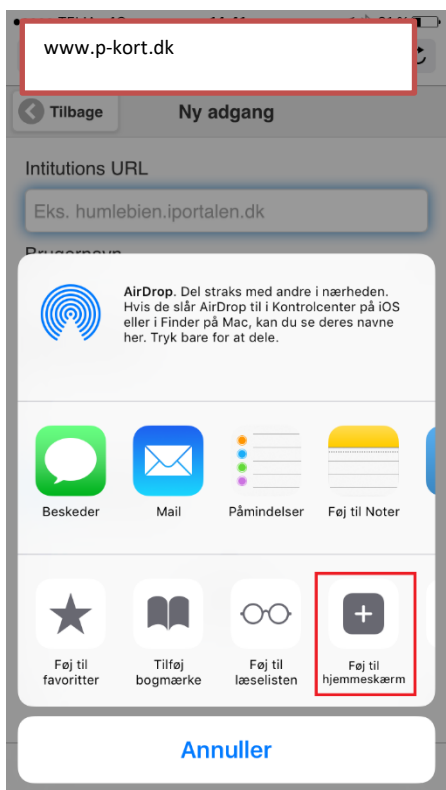 www.p-kort.dk
Tilbage
Ny adgang
Intitutions URL
Eks. humlebien.iportalen.dk
AirDrop. Del straks med andre i nærheden.
Hvis de slår AirDrop til i Kontrolcenter på iOS
eller i Finder på Mac, kan du se deres navne
her. Tryk bare for at dele.
Beskeder
Mail
Påmindelser
Føj til Noter
Føj til
favoritter
Tilføj
bogmærke
Føj til
læselisten
Føj til
hjemmeskærm
Annuller